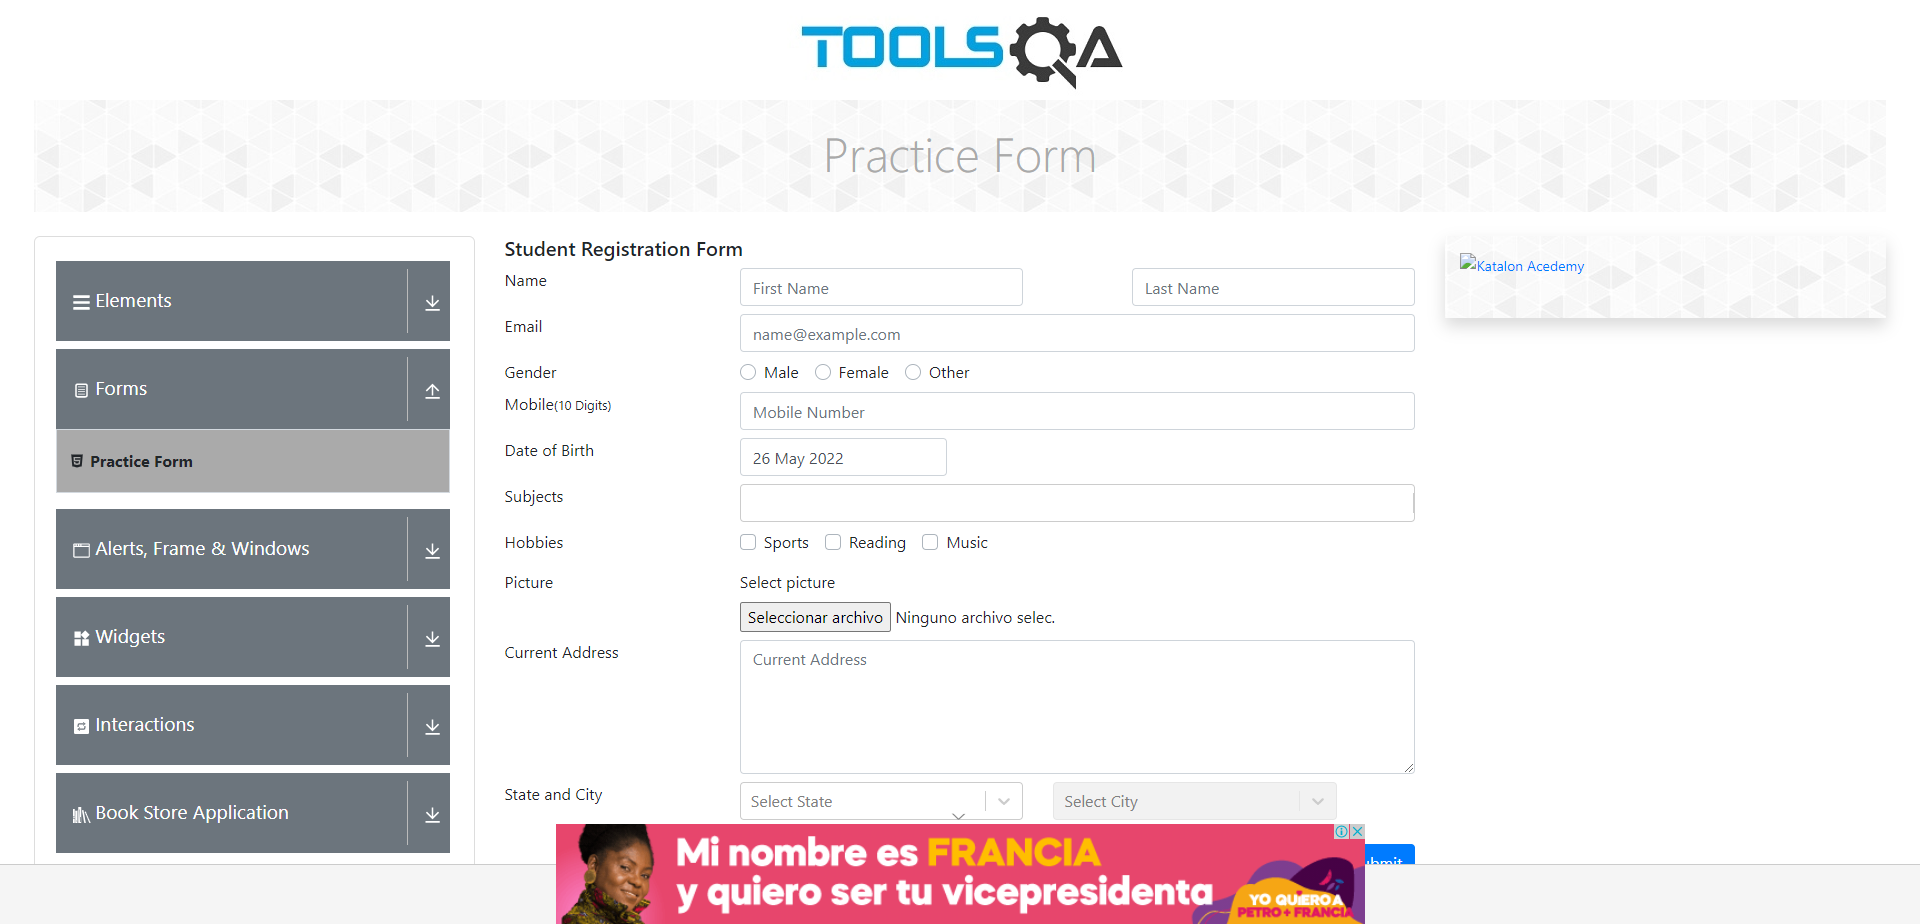 TOOLSQA
Practice Form
Elements
Forms
Practice Form
Alerts, Frame & Windows
Widgets
Interactions
Book Store Application
Student Registration Form
Name
First Name
Last Name
Email
name@example.com
Gender
Male
Female
Other
Mobile(10 Digits)
Mobile Number
Date of Birth
26 May 2022
Subjects
Hobbies
Sports
Reading
Music
Picture
Select picture
Seleccionar archivo Ninguno archivo selec.
Current Address
Current Address
State and City
Select State
Select City
Katalon Acedemy
Mi nombre es FRANCIA
y quiero ser tu vicepresidenta
YO QUIERO A
PETRO + FRANCIA